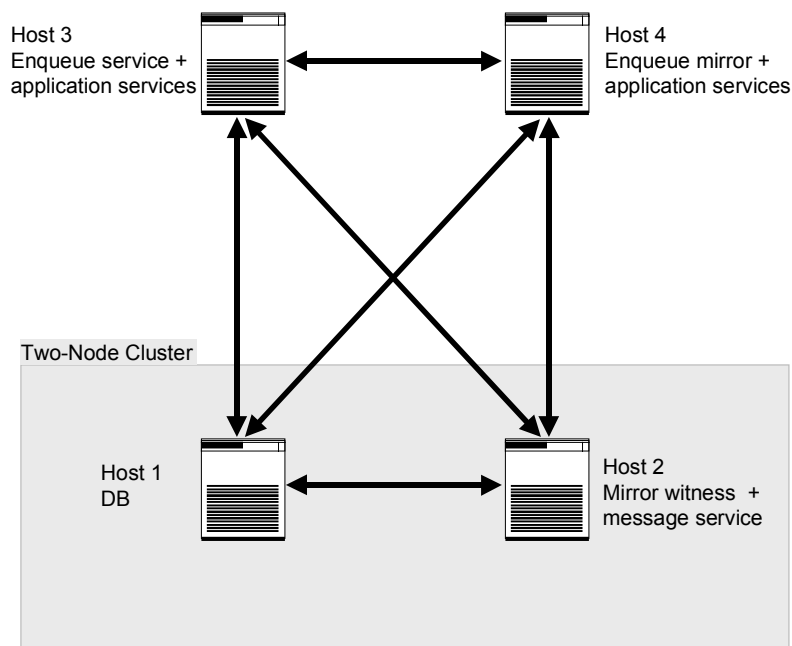 Host 3
Enqueue service +
application services
Host 4
Enqueue mirror +
application services
Two-Node Cluster
Host 1
DB
Host 2
Mirror witness +
message service